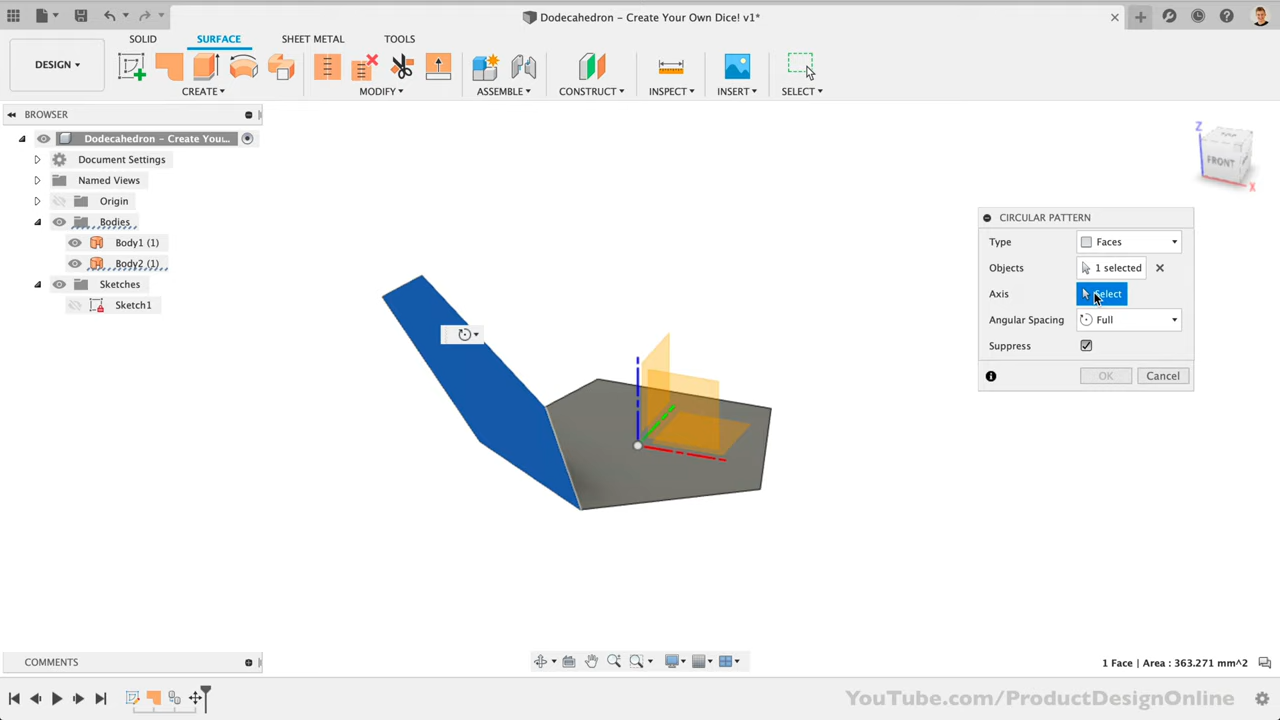 Dodecahedron - Create Your Own Dice! v1*
SOLID SURFACE SHEET METAL TOOLS
DESIGN
CREATE MODIFY ASSEMBLE CONSTRUCT INSPECT INSERT SELECT
BROWSER
Dodecahedron - Create You...
Document Settings
Named Views
Origin
Bodies
Body1 (1)
Body2 (1)
Sketches
Sketch1
Z
FRONT
X
CIRCULAR PATTERN
Type Faces
Objects 1 selected
Axis Select
Angular Spacing Full
Suppress
OK Cancel
COMMENTS
1 Face | Area : 363.271 mm^2
YouTube.com/ProductDesignOnline